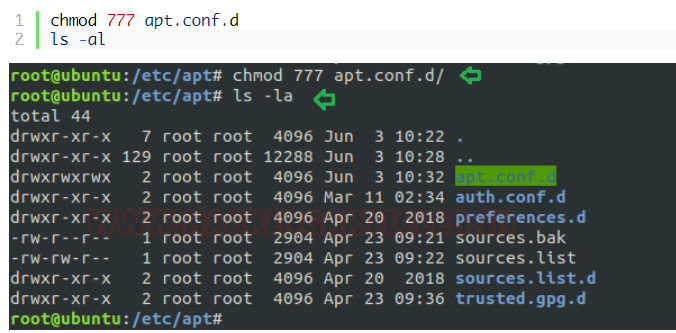 1 chmod 777 apt.conf.d
2 ls -al
root@ubuntu:/etc/apt# chmod 777 apt.conf.d/
root@ubuntu:/etc/apt# ls -la
total 44
drwxr-xr-x 7 root root 4096 Jun 3 10:22 .
drwxr-xr-x 129 root root 12288 Jun 3 10:28 ..
drwxrwxrwx 2 root root 4096 Jun 3 10:32 apt.conf.d
drwxr-xr-x 2 root root 4096 Mar 11 02:34 auth.conf.d
drwxr-xr-x 2 root root 4096 Apr 20 2018 preferences.d
-rw-r--r-- 1 root root 2904 Apr 23 09:21 sources.bak
-rw-rw-r-- 1 root root 2904 Apr 23 09:22 sources.list
drwxr-xr-x 2 root root 4096 Apr 20 2018 sources.list.d
drwxr-xr-x 2 root root 4096 Apr 23 09:36 trusted.gpg.d
root@ubuntu:/etc/apt#